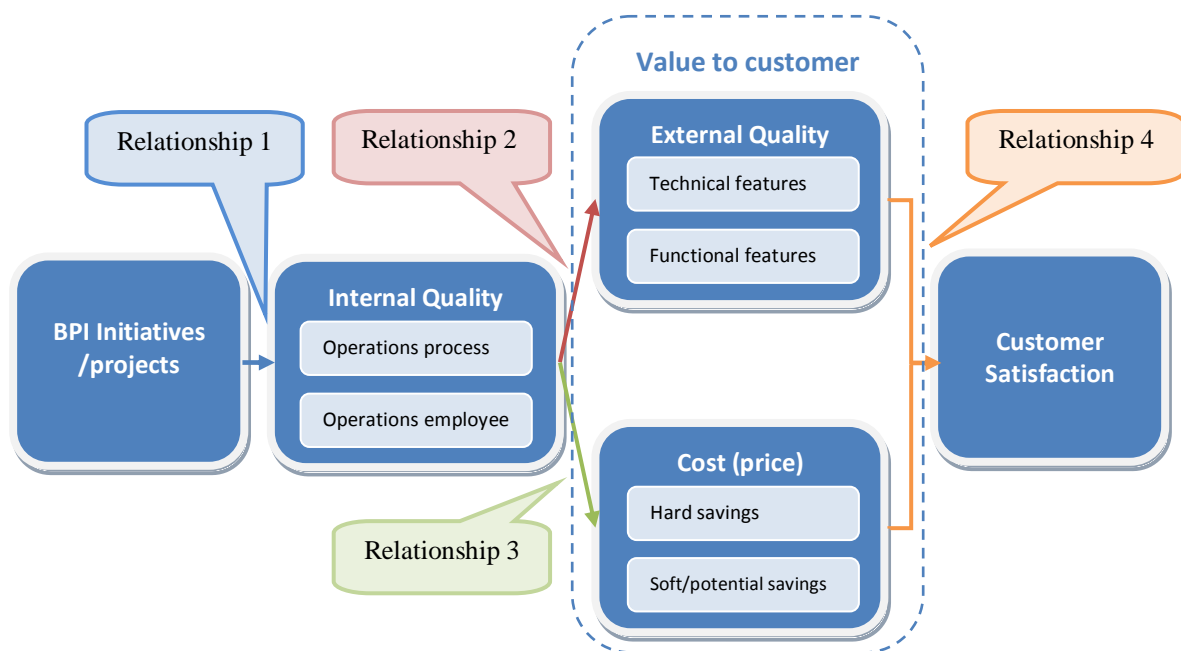 Value to customer
Relationship 1
Relationship 2
External Quality
Relationship 4
Technical features
Functional features
BPI Initiatives
/projects
Internal Quality
Operations process
Operations employee
Customer
Satisfaction
Cost (price)
Hard savings
Relationship 3
Soft/potential savings